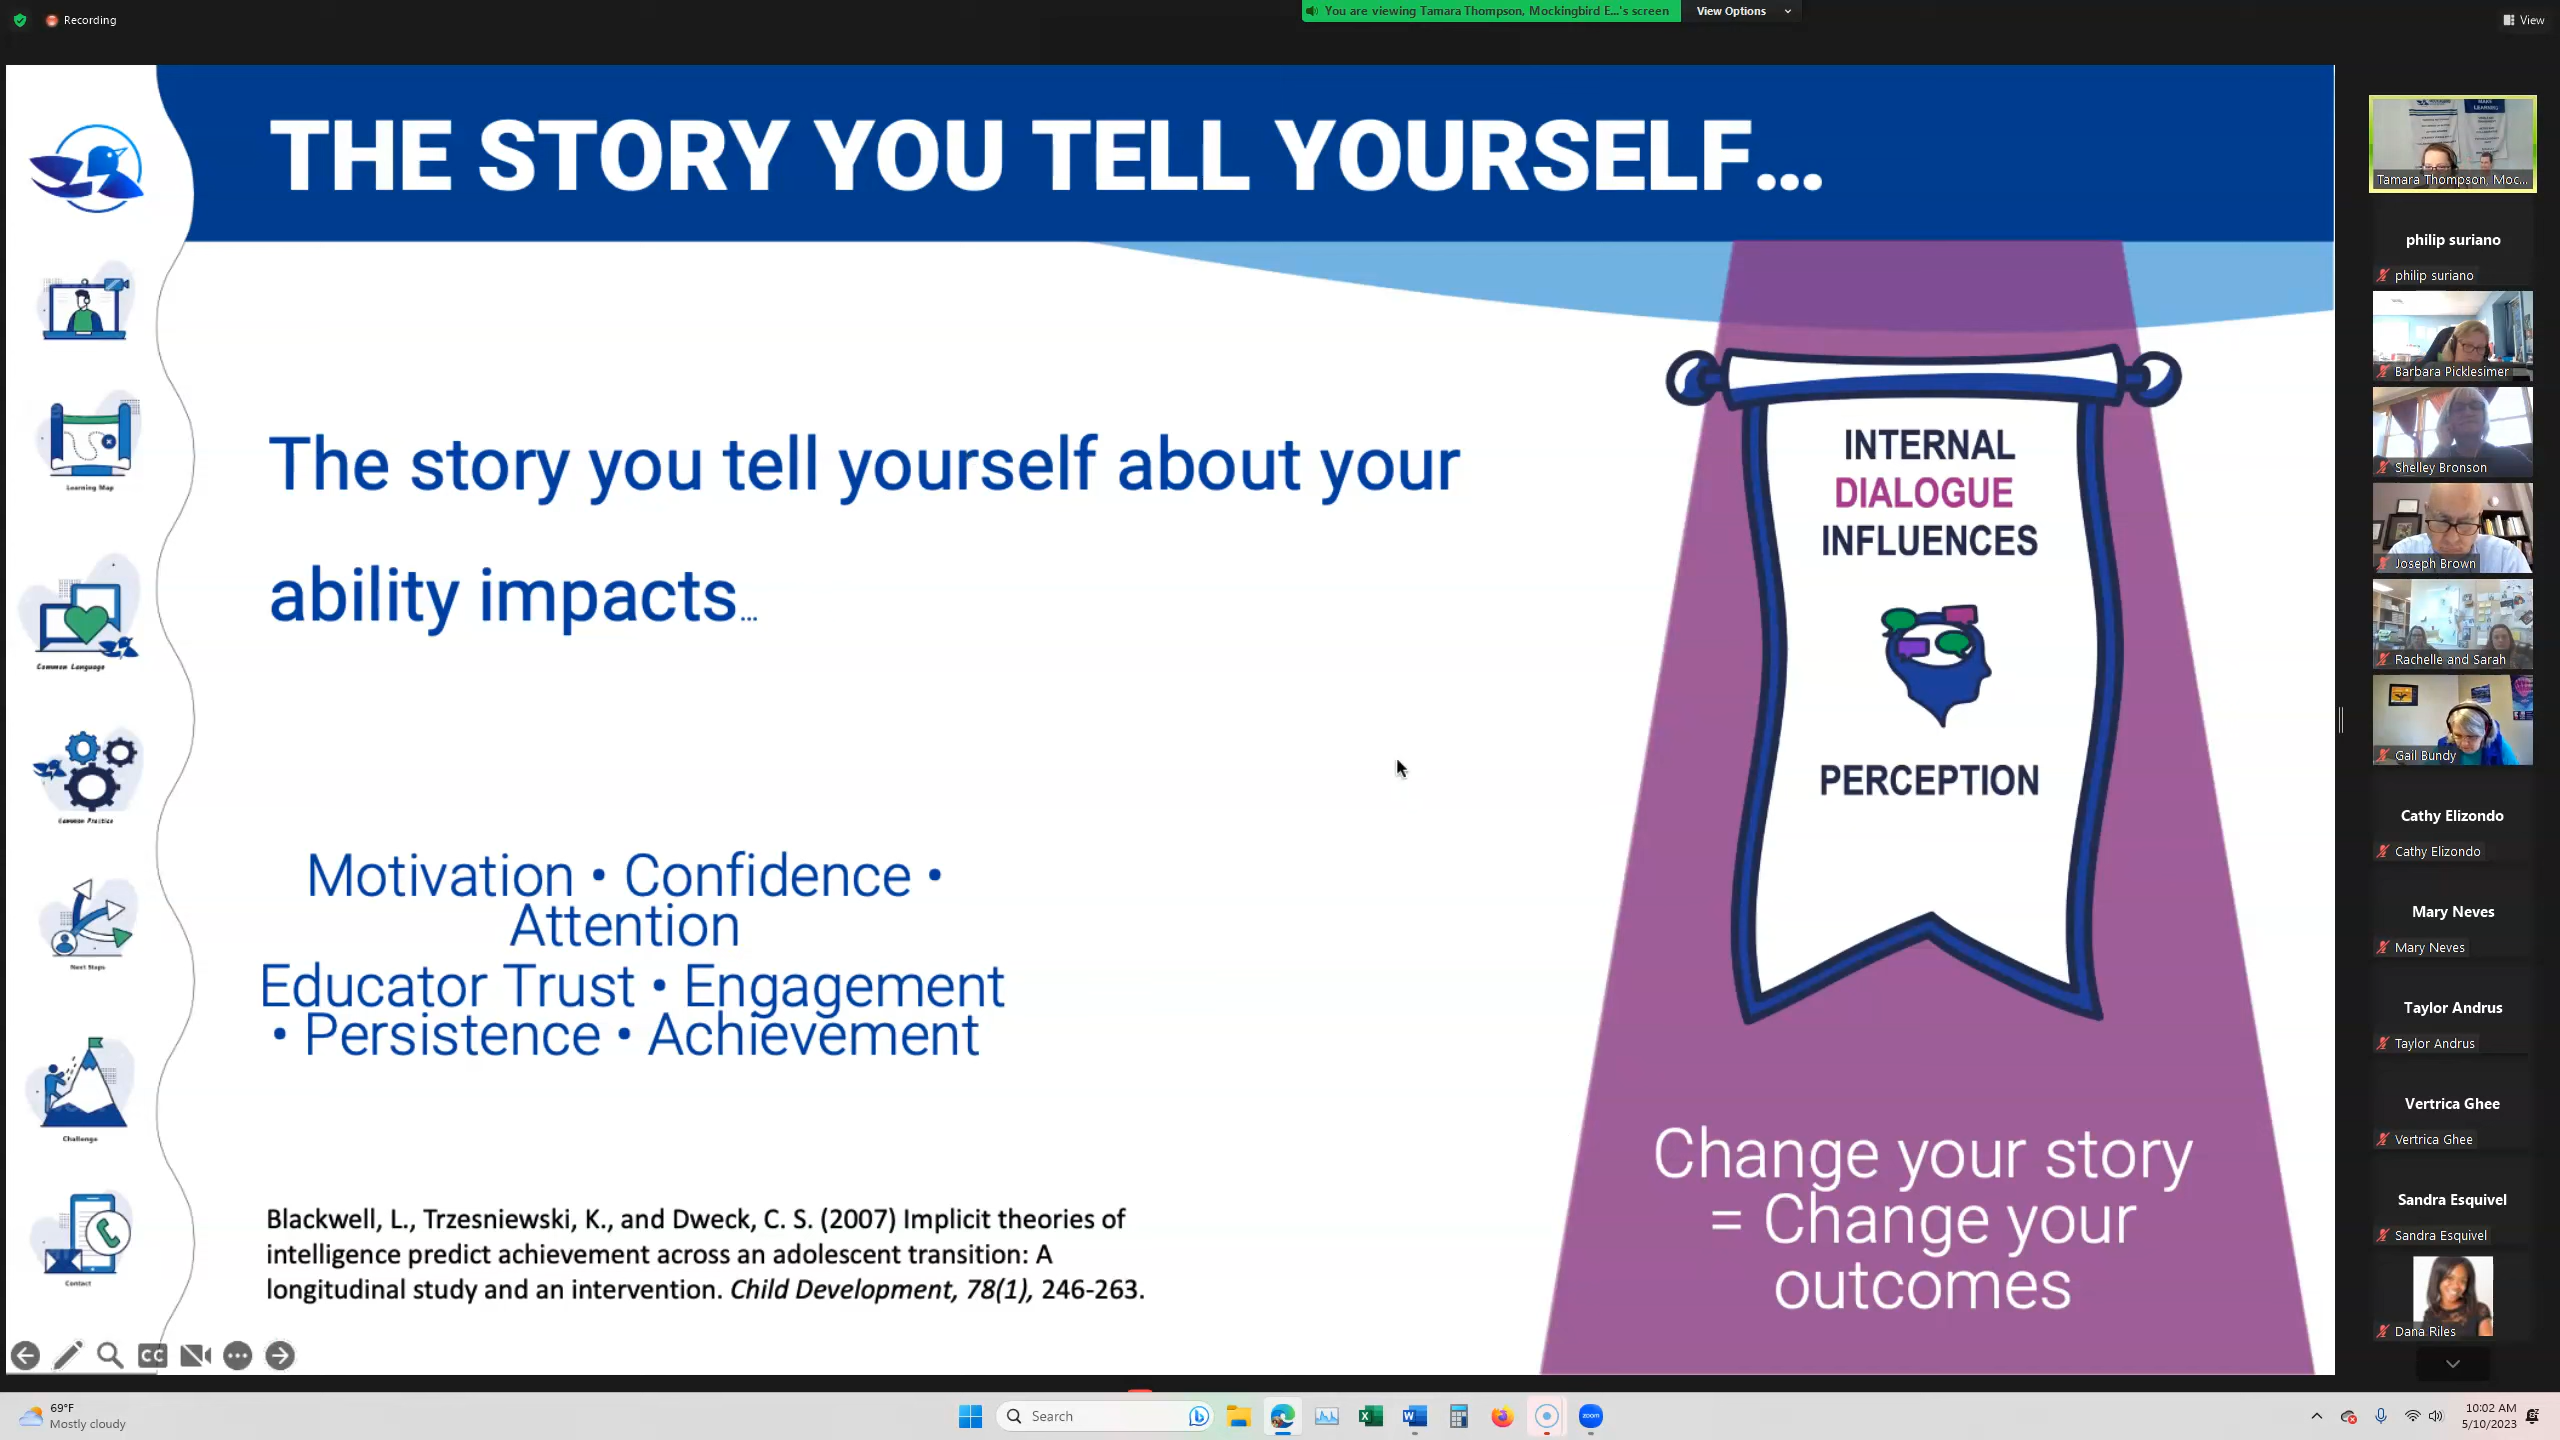 Recording
You are viewing Tamara Thompson, Mockingbird E...'s screen
View Options
View
THE STORY YOU TELL YOURSELF...
The story you tell yourself about your
ability impacts...
Motivation • Confidence •
Attention
Educator Trust • Engagement
• Persistence • Achievement
Blackwell, L., Trzesniewski, K., and Dweck, C. S. (2007) Implicit theories of
intelligence predict achievement across an adolescent transition: A
longitudinal study and an intervention. Child Development, 78(1), 246-263.
INTERNAL
DIALOGUE
INFLUENCES
PERCEPTION
Change your story
= Change your
outcomes
Learning Map
Common Language
Common Practice
Next Steps
Challenge
Contact
CC
Tamara Thompson, Moc...
philip suriano
philip suriano
Barbara Picklesimer
Shelley Bronson
Joseph Brown
Rachelle and Sarah
Gail Bundy
Cathy Elizondo
Cathy Elizondo
Mary Neves
Mary Neves
Taylor Andrus
Taylor Andrus
Vertrica Ghee
Vertrica Ghee
Sandra Esquivel
Sandra Esquivel
Dana Riles
69°F
Mostly cloudy
Search
zoom
10:02 AM
5/10/2023